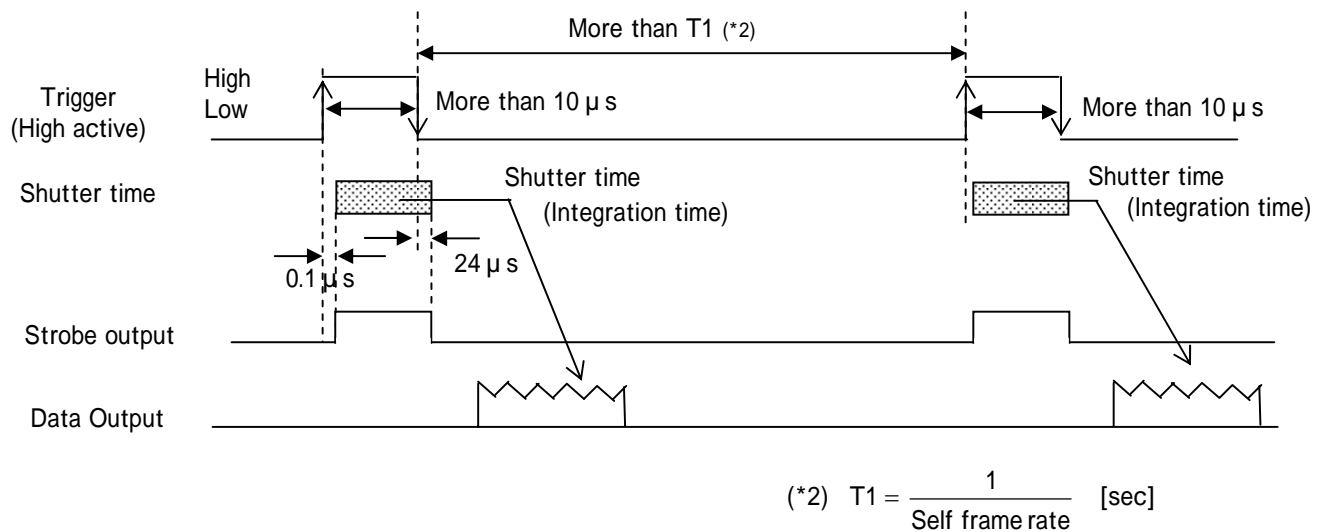 More than T1 (*2)
High
Low
Trigger
(High active)
More than 10 µ s
More than 10 µ s
Shutter time
Shutter time
(Integration time)
Shutter time
(Integration time)
0.1 µ s
24 µ s
Strobe output
Data Output
(*2) T1 = 1 / Self frame rate [sec]